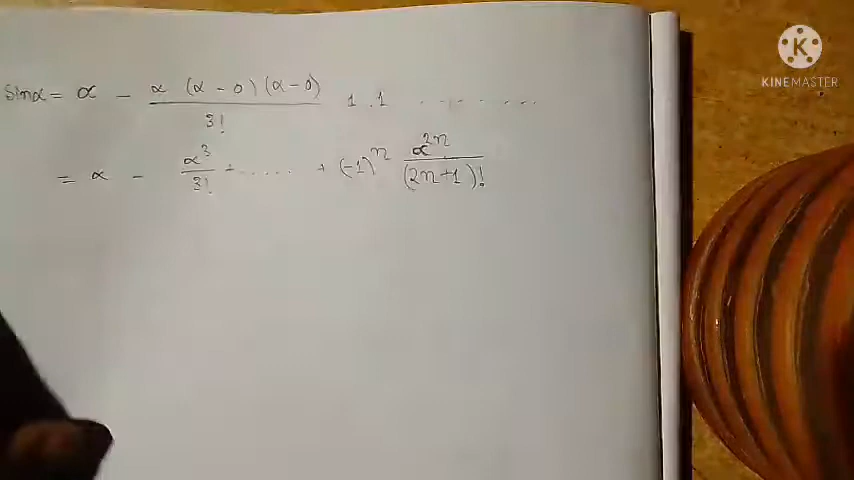 sinα = α - α (α - 0) (α - 0) / 3! 1 . 1 ..........
= α - α³/3! + ..... + (-1)ⁿ α²ⁿ/(2n+1)!
KINEMASTER